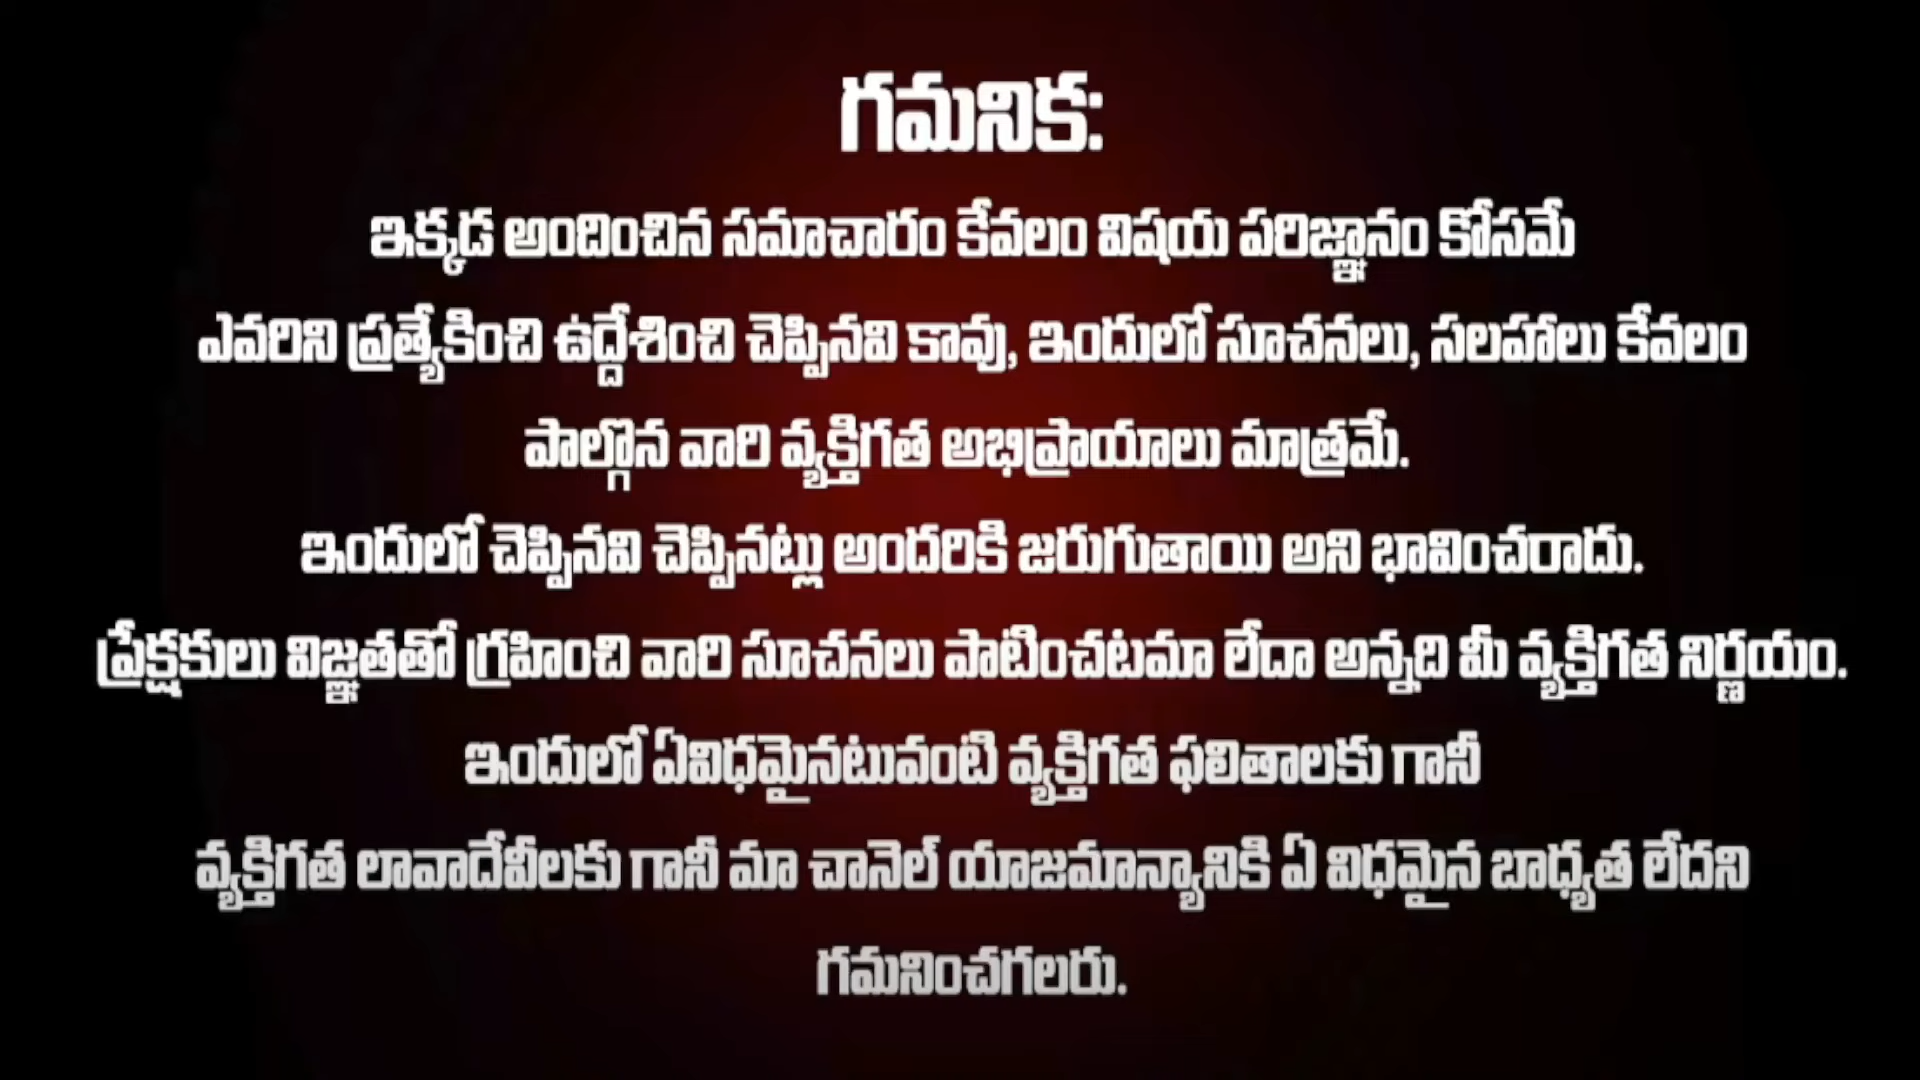 గమనిక:
ఇక్కడ అందించిన సమాచారం కేవలం విషయ పరిజ్ఞానం కోసమే
ఎవరిని ప్రత్యేకించి ఉద్దేశించి చెప్పినవి కావు, ఇందులో సూచనలు, సలహాలు కేవలం
పాల్గొన వారి వ్యక్తిగత అభిప్రాయాలు మాత్రమే.
ఇందులో చెప్పినవి చెప్పినట్లు అందరికి జరుగుతాయి అని భావించరాదు.
ప్రేక్షకులు విజ్ఞతతో గ్రహించి వారి సూచనలు పాటించటమా లేదా అన్నది మీ వ్యక్తిగత నిర్ణయం.
ఇందులో ఏవిధమైనటువంటి వ్యక్తిగత ఫలితాలకు గానీ
వ్యక్తిగత లావాదేవీలకు గానీ మా చానెల్ యాజమాన్యానికి ఏ విధమైన బాధ్యత లేదని
గమనించగలరు.